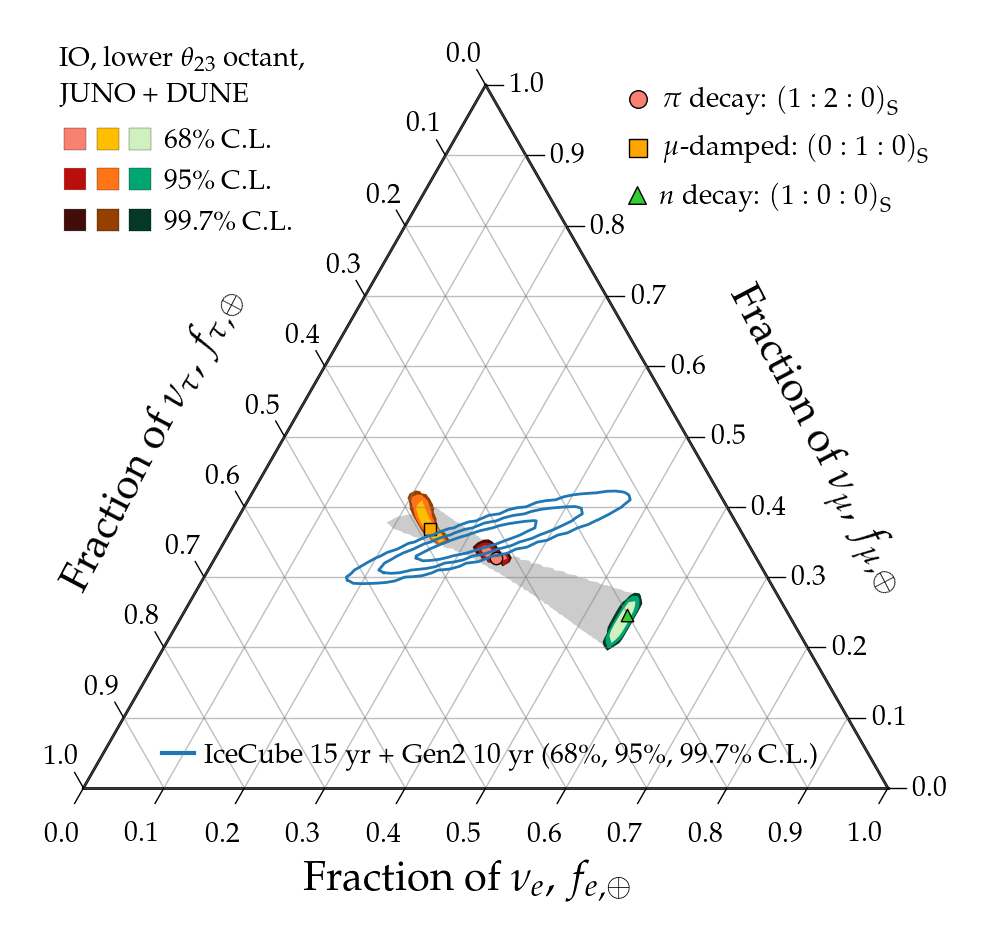 IO, lower θ₂₃ octant,
JUNO + DUNE
68% C.L.
95% C.L.
99.7% C.L.
π decay: (1 : 2 : 0)S
μ-damped: (0 : 1 : 0)S
n decay: (1 : 0 : 0)S
Fraction of ντ, fτ,⊕
0.0
0.1
0.2
0.3
0.4
0.5
0.6
0.7
0.8
0.9
1.0
Fraction of νμ, fμ,⊕
1.0
0.9
0.8
0.7
0.6
0.5
0.4
0.3
0.2
0.1
0.0
IceCube 15 yr + Gen2 10 yr (68%, 95%, 99.7% C.L.)
0.0 0.1 0.2 0.3 0.4 0.5 0.6 0.7 0.8 0.9 1.0
Fraction of νe, fe,⊕